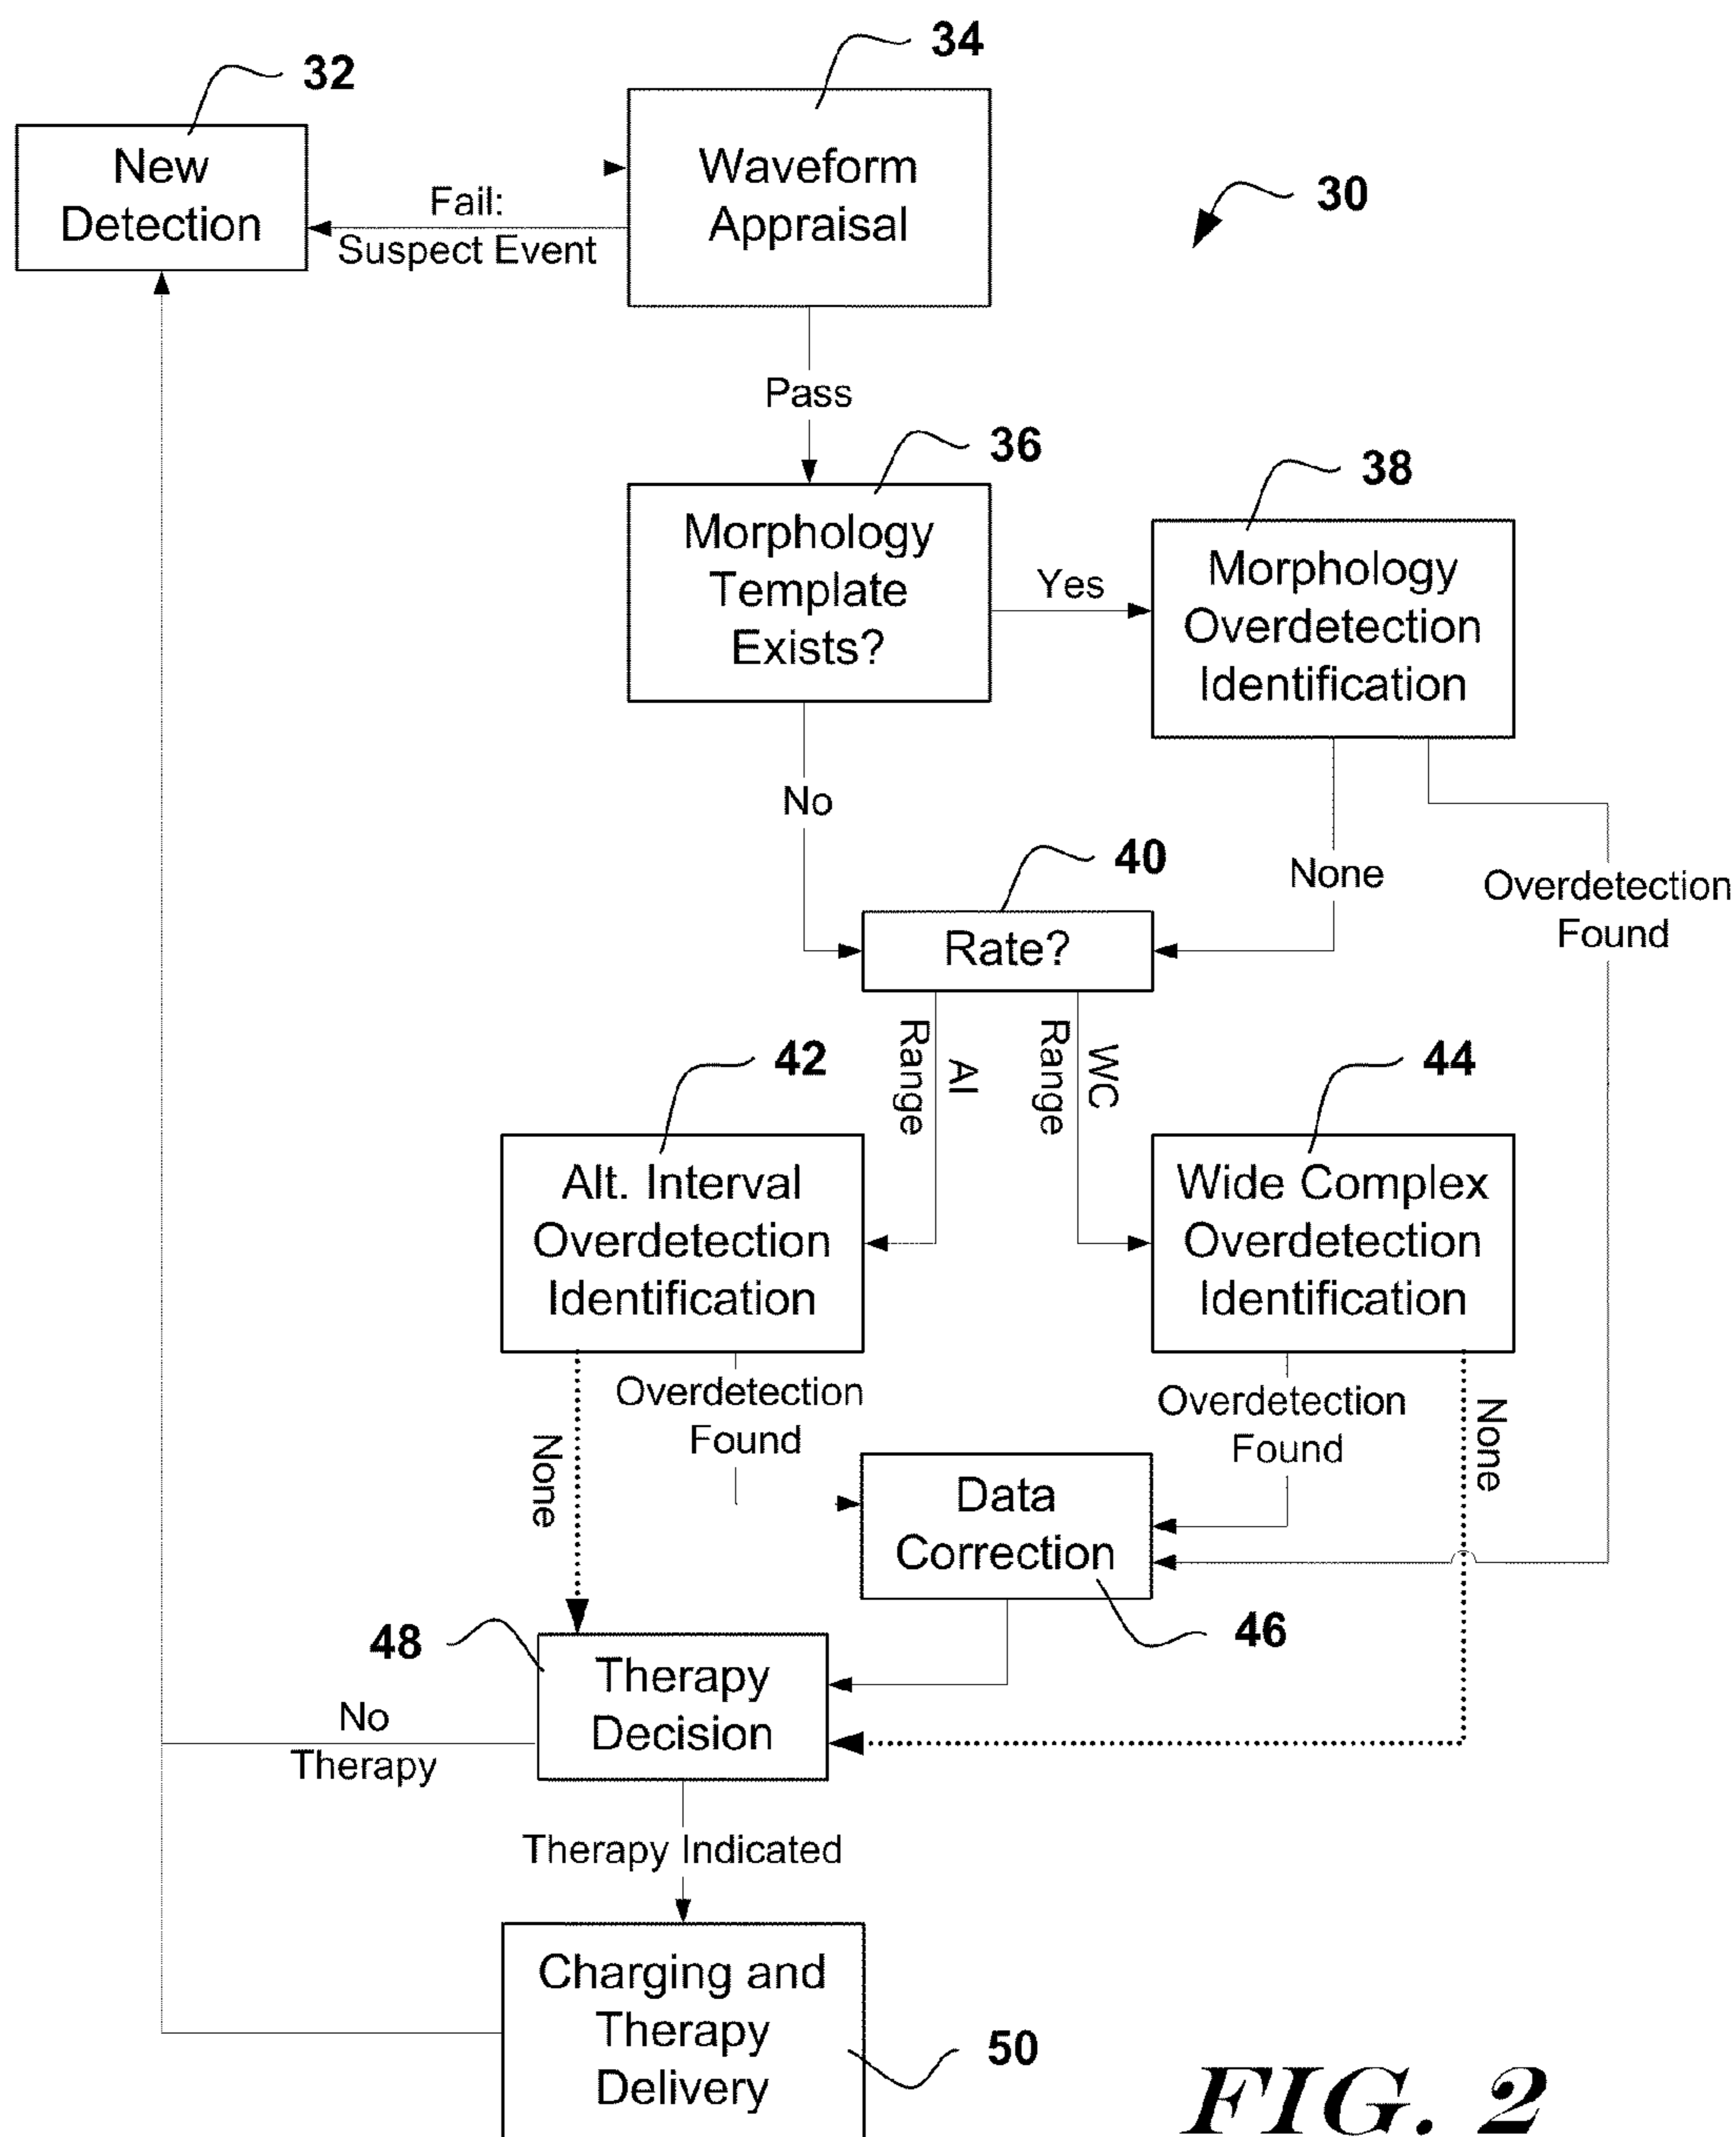 34
32
New
Detection
Waveform
Appraisal
30
Fail:
Suspect Event
Pass
36
38
Morphology
Template
Exists?
Yes
Morphology
Overdetection
Identification
No
40
None
Overdetection
Found
Rate?
AI
Range
WC
Range
42
44
Alt. Interval
Overdetection
Identification
Wide Complex
Overdetection
Identification
None
Overdetection
Found
Overdetection
Found
None
Data
Correction
46
48
Therapy
Decision
No
Therapy
Therapy Indicated
Charging and
Therapy
Delivery
50
FIG. 2